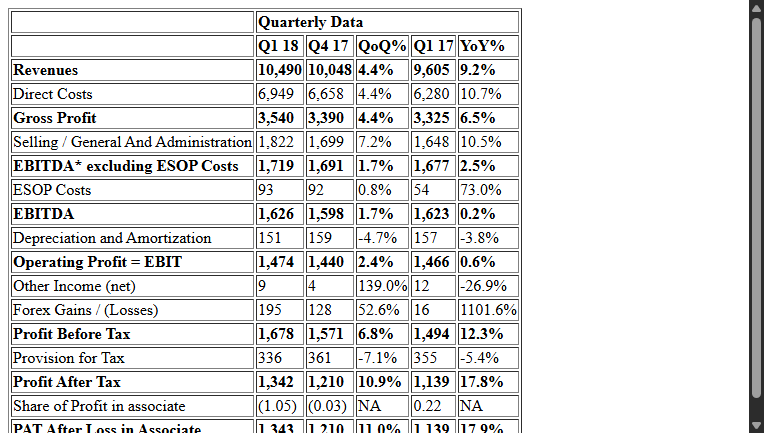 Quarterly Data
Q1 18 Q4 17 QoQ% Q1 17 YoY%
Revenues 10,490 10,048 4.4% 9,605 9.2%
Direct Costs 6,949 6,658 4.4% 6,280 10.7%
Gross Profit 3,540 3,390 4.4% 3,325 6.5%
Selling / General And Administration 1,822 1,699 7.2% 1,648 10.5%
EBITDA* excluding ESOP Costs 1,719 1,691 1.7% 1,677 2.5%
ESOP Costs 93 92 0.8% 54 73.0%
EBITDA 1,626 1,598 1.7% 1,623 0.2%
Depreciation and Amortization 151 159 -4.7% 157 -3.8%
Operating Profit = EBIT 1,474 1,440 2.4% 1,466 0.6%
Other Income (net) 9 4 139.0% 12 -26.9%
Forex Gains / (Losses) 195 128 52.6% 16 1101.6%
Profit Before Tax 1,678 1,571 6.8% 1,494 12.3%
Provision for Tax 336 361 -7.1% 355 -5.4%
Profit After Tax 1,342 1,210 10.9% 1,139 17.8%
Share of Profit in associate (1.05) (0.03) NA 0.22 NA
PAT After Loss in Associate 1,343 1,210 11.0% 1,139 17.9%